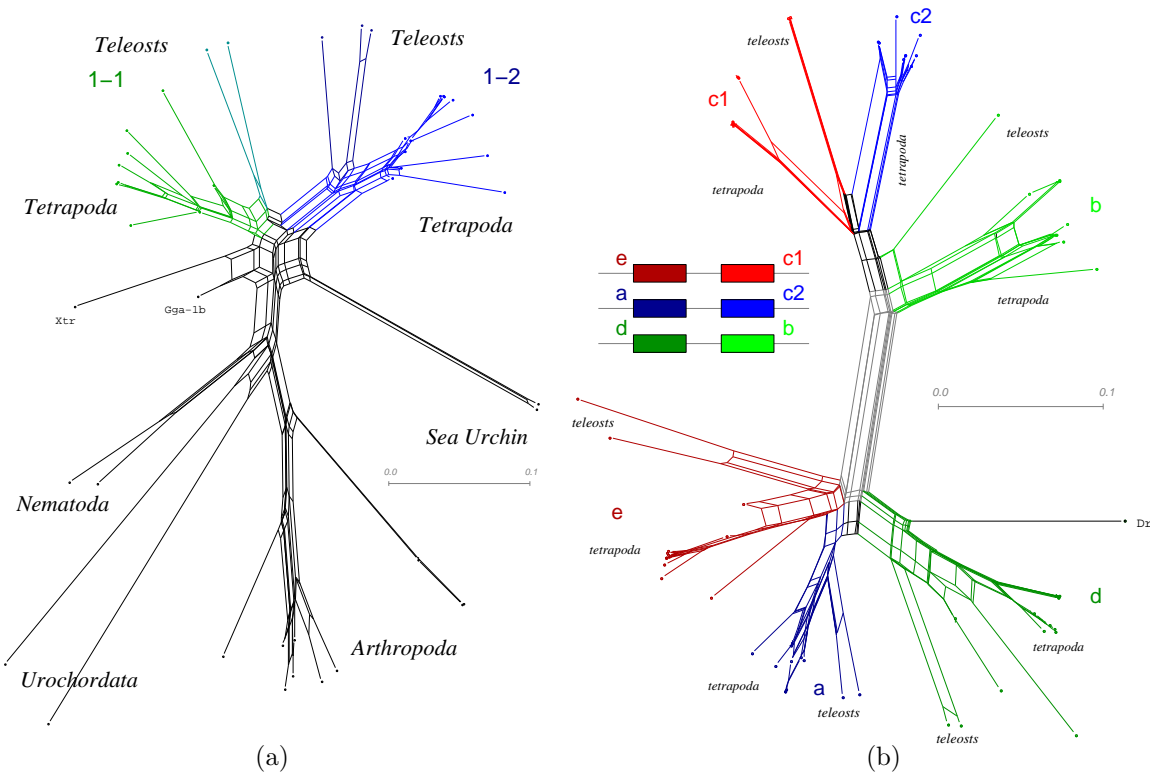 Teleosts
Teleosts
1–1
1–2
Tetrapoda
Tetrapoda
Xtr
Gga-1b
Sea Urchin
0.0
0.1
Nematoda
Arthropoda
Urochordata
(a)
c2
teleosts
c1
tetrapoda
tetrapoda
teleosts
b
tetrapoda
e
c1
a
c2
d
b
0.0
0.1
teleosts
e
tetrapoda
Dr
d
tetrapoda
tetrapoda
a
teleosts
teleosts
(b)